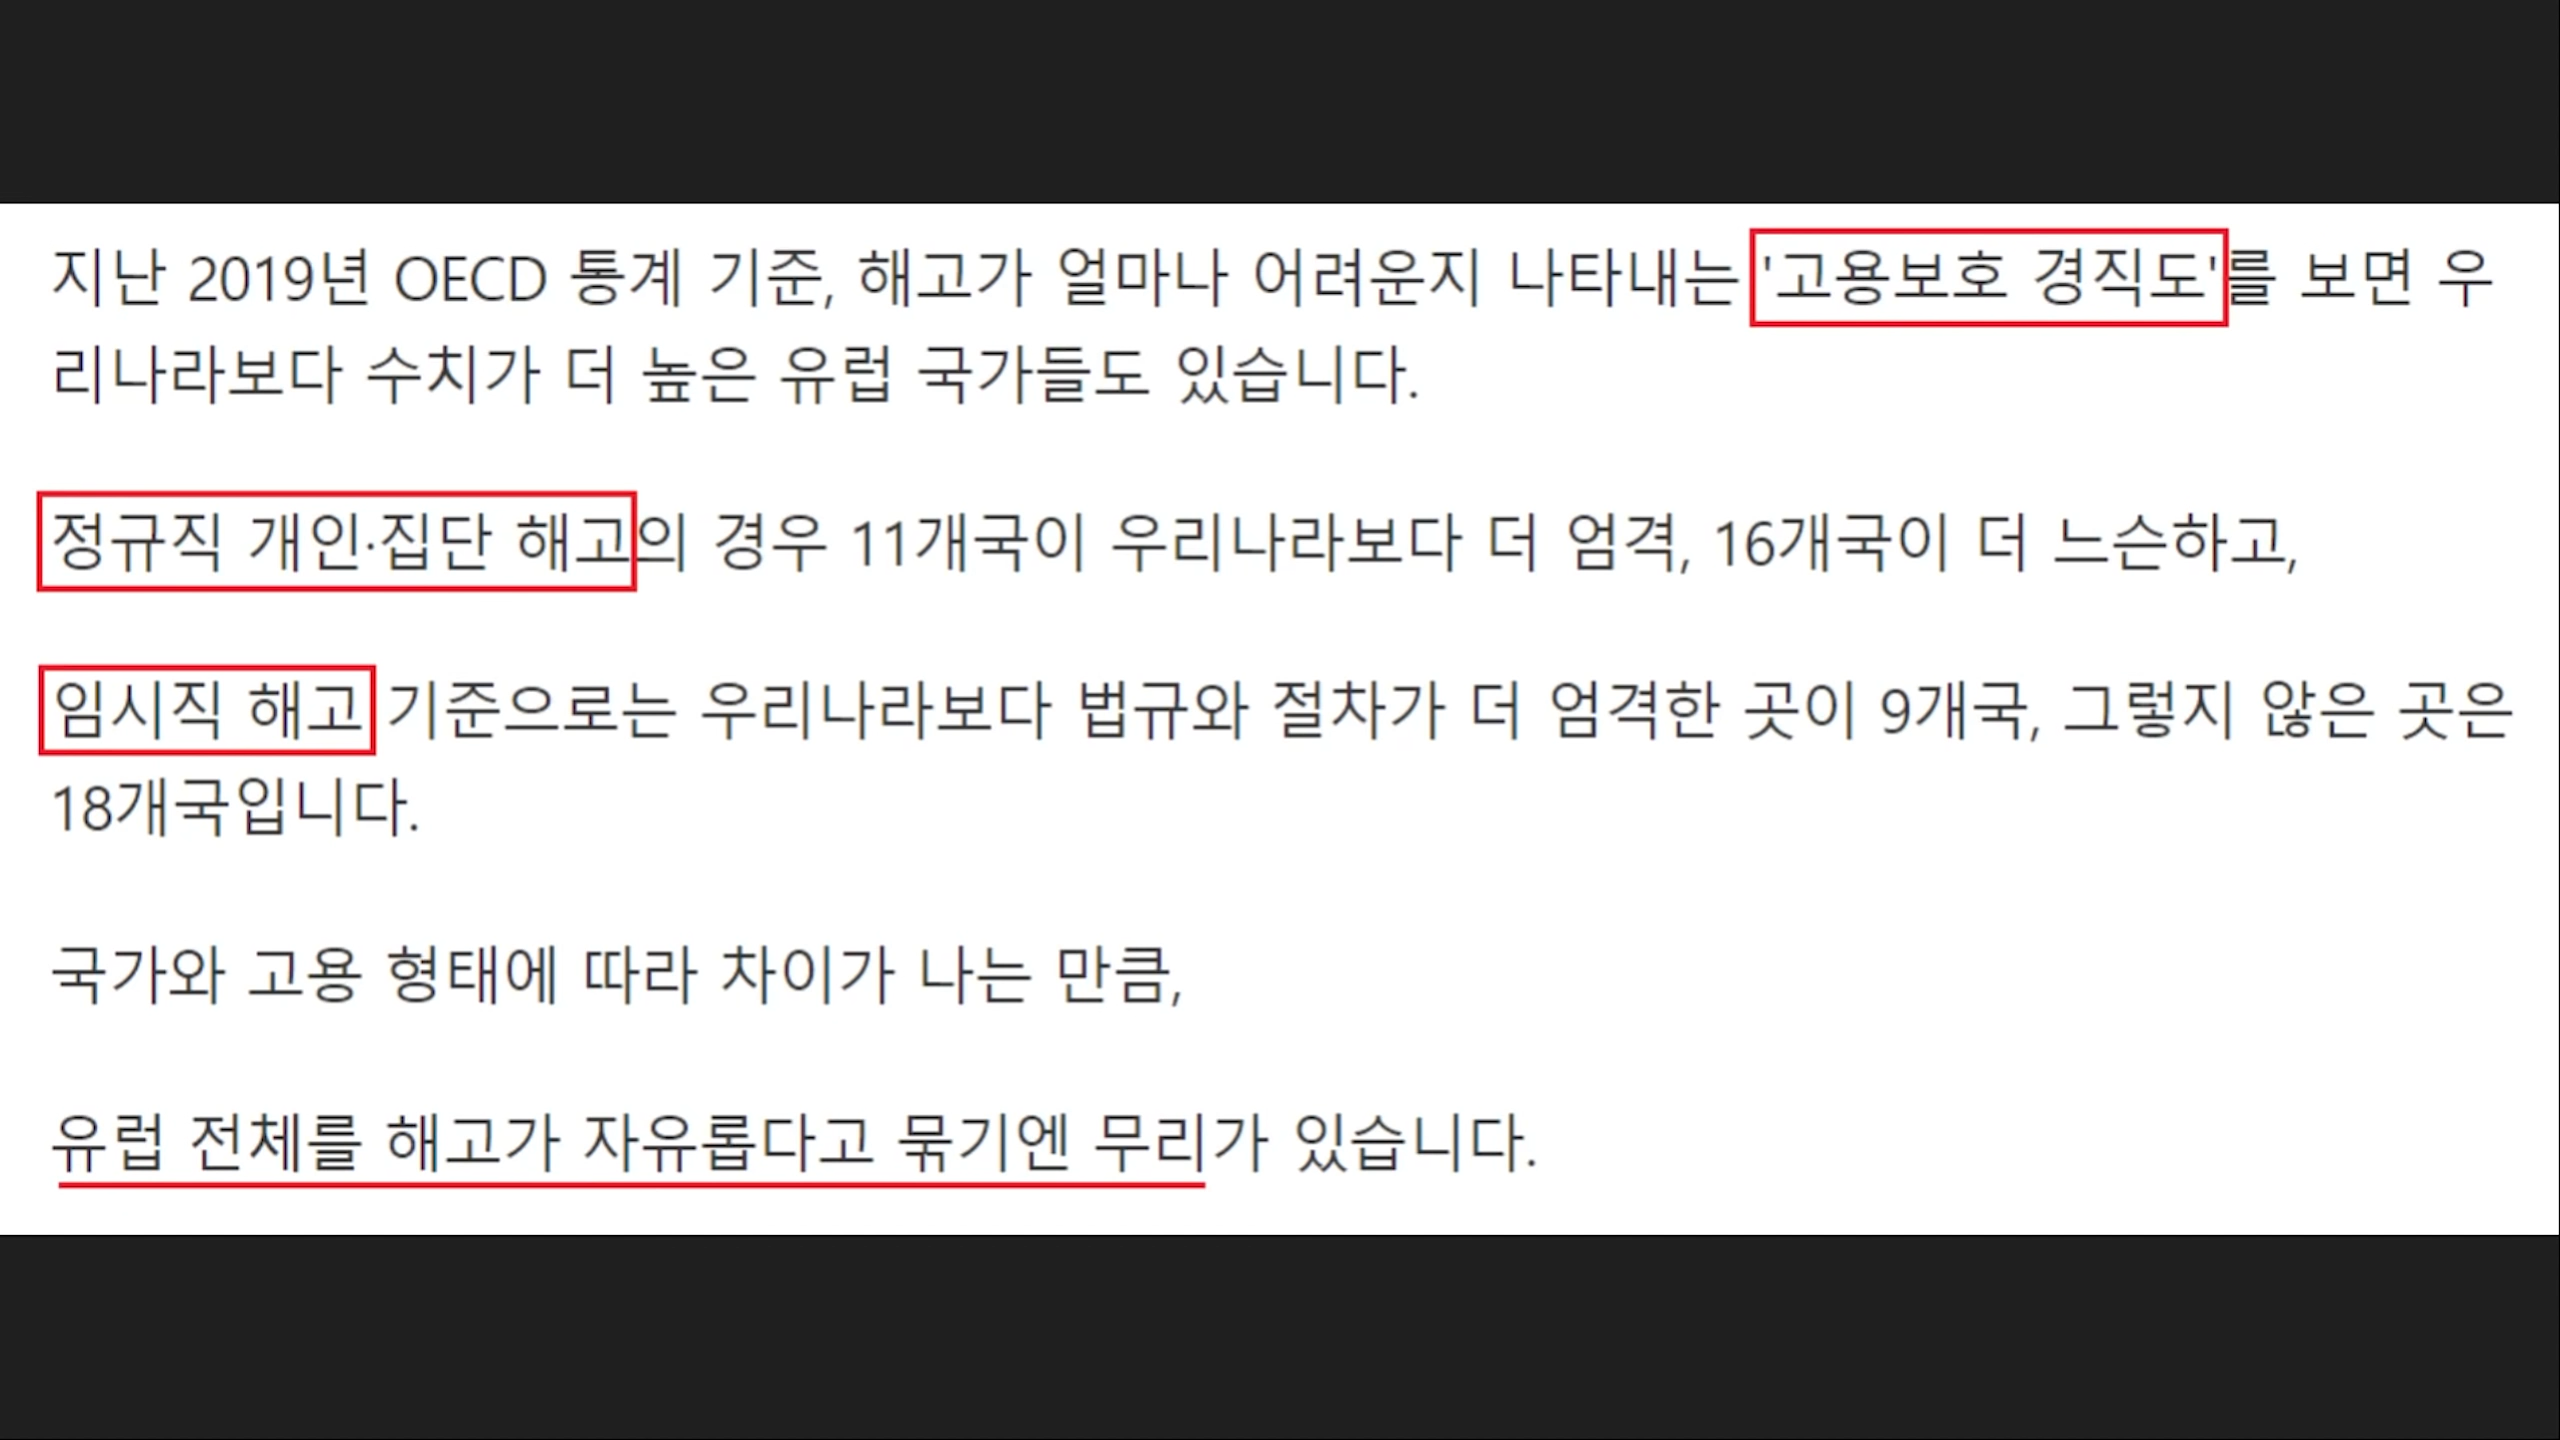 지난 2019년 OECD 통계 기준, 해고가 얼마나 어려운지 나타내는 '고용보호 경직도'를 보면 우
리나라보다 수치가 더 높은 유럽 국가들도 있습니다.
정규직 개인·집단 해고의 경우 11개국이 우리나라보다 더 엄격, 16개국이 더 느슨하고,
임시직 해고 기준으로는 우리나라보다 법규와 절차가 더 엄격한 곳이 9개국, 그렇지 않은 곳은
18개국입니다.
국가와 고용 형태에 따라 차이가 나는 만큼,
유럽 전체를 해고가 자유롭다고 묶기엔 무리가 있습니다.